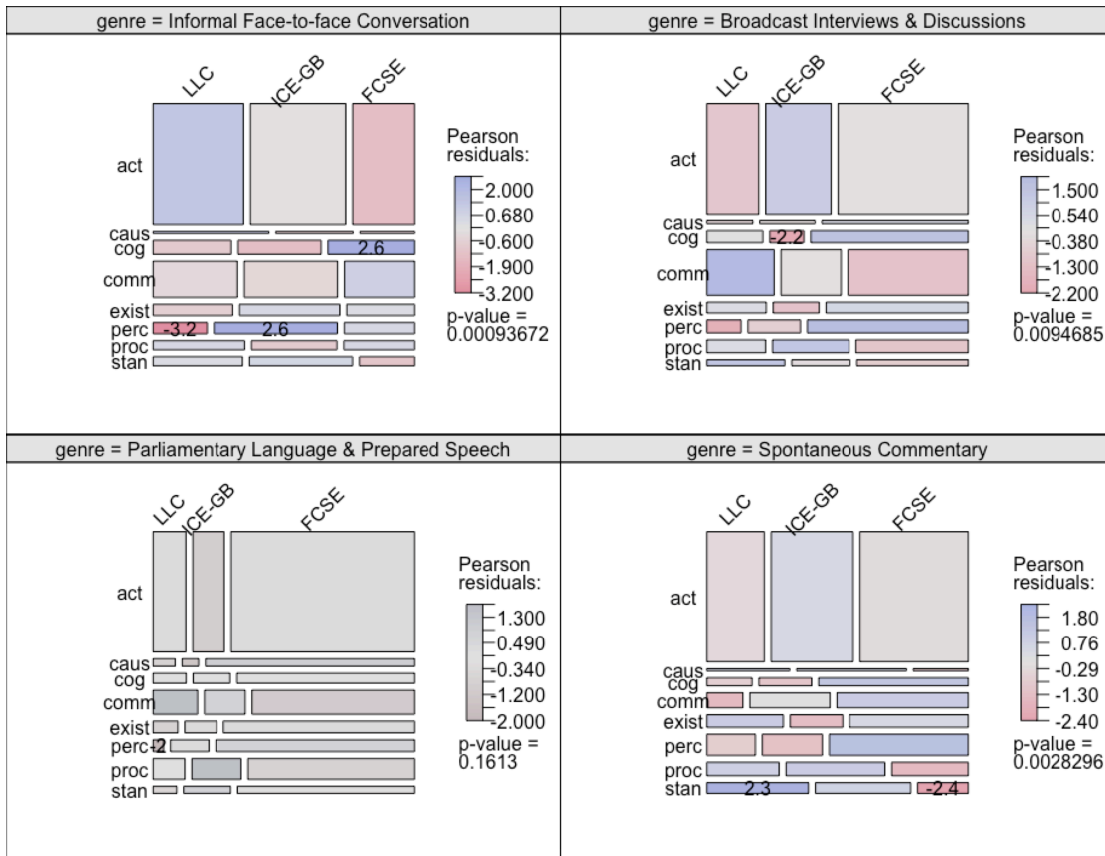 genre = Informal Face-to-face Conversation
LLC
ICE-GB
FCSE
act
caus
cog
2.6
comm
exist
perc
-3.2
2.6
proc
stan
Pearson
residuals:
2.000
0.680
-0.600
-1.900
-3.200
p-value =
0.00093672
genre = Broadcast Interviews & Discussions
LLC
ICE-GB
FCSE
act
caus
cog
-2.2
comm
exist
perc
proc
stan
Pearson
residuals:
1.500
0.540
-0.380
-1.300
-2.200
p-value =
0.0094685
genre = Parliamentary Language & Prepared Speech
LLC
ICE-GB
FCSE
act
caus
cog
comm
exist
perc
-2
proc
stan
Pearson
residuals:
1.300
0.490
-0.340
-1.200
-2.000
p-value =
0.1613
genre = Spontaneous Commentary
LLC
ICE-GB
FCSE
act
caus
cog
comm
exist
perc
proc
stan
2.3
-2.4
Pearson
residuals:
1.80
0.76
-0.29
-1.30
-2.40
p-value =
0.0028296